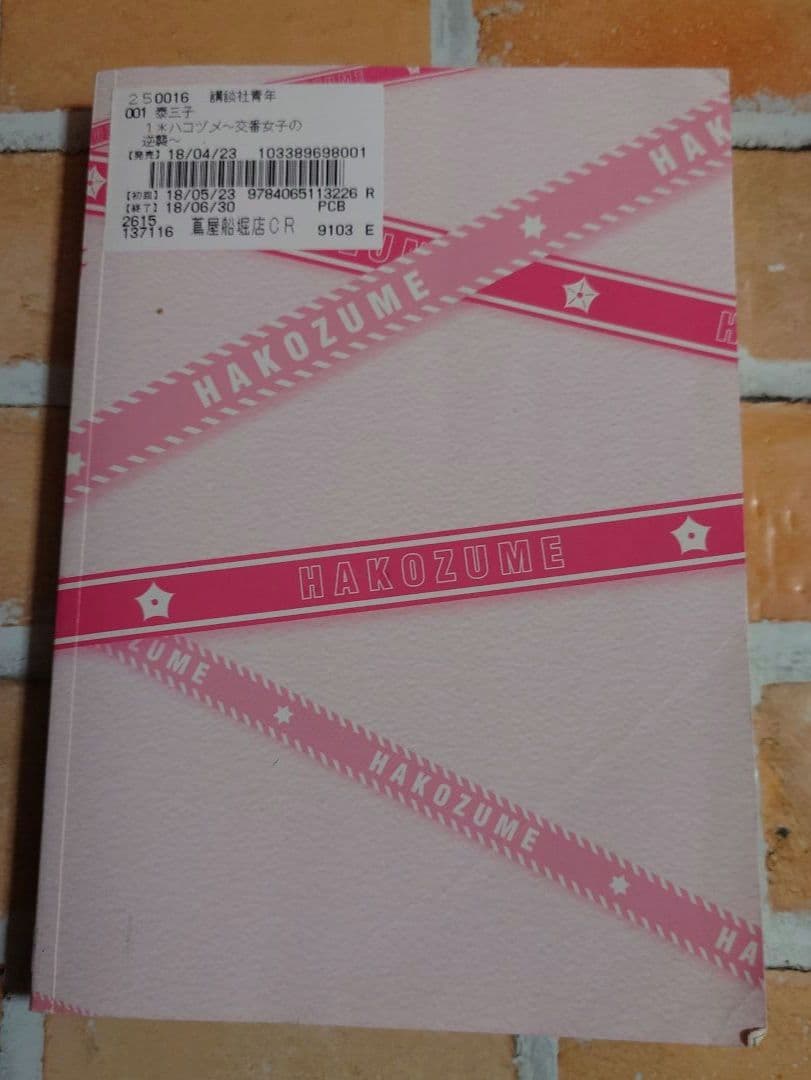 250016 講談社青年
001 泰三子
1*ハコヅメ~交番女子の
逆襲~
【発売】18/04/23 103389698001
【初回】18/05/23 9784065113226 R
【終了】18/06/30 PCB
2615
137116 蔦屋船堀店CR 9103 E
HAKOZUME
HAKOZUME
HAKOZUME
ZUME
HAKOZUME
HA